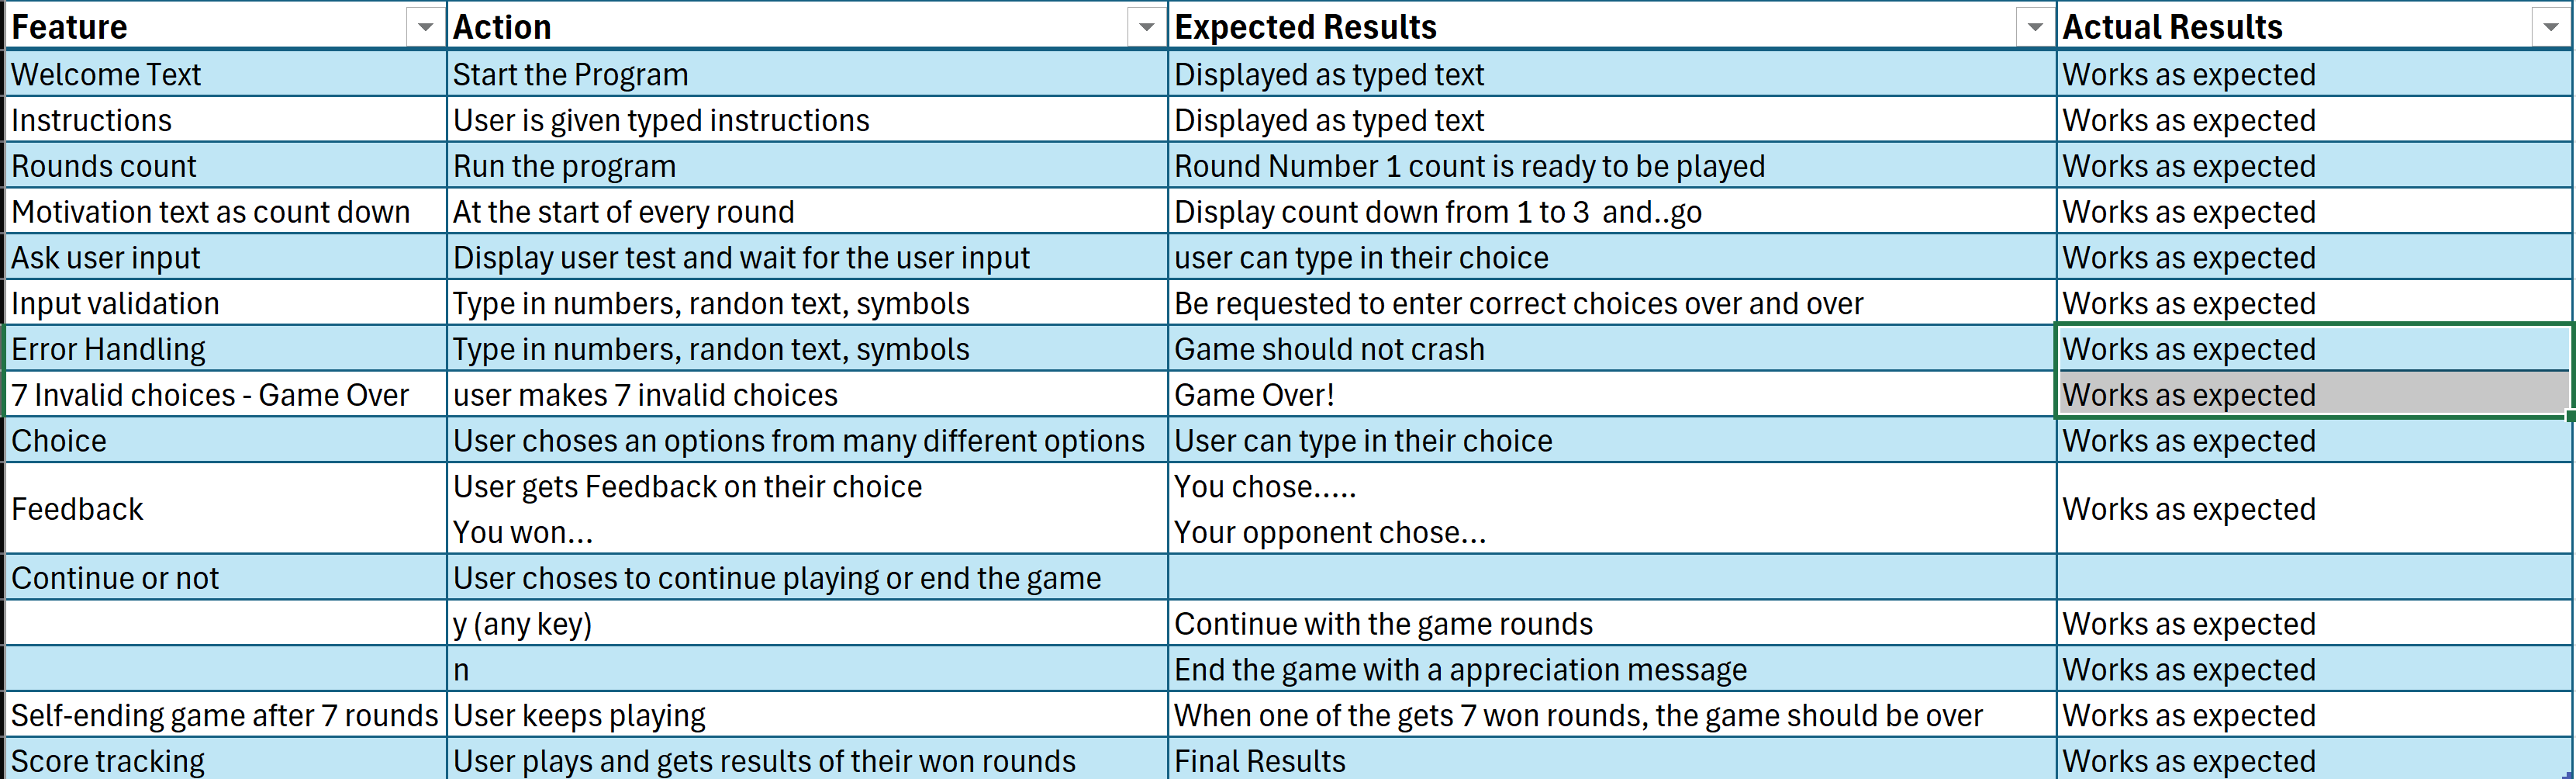 Feature Action Expected Results Actual Results
Welcome Text Start the Program Displayed as typed text Works as expected
Instructions User is given typed instructions Displayed as typed text Works as expected
Rounds count Run the program Round Number 1 count is ready to be played Works as expected
Motivation text as count down At the start of every round Display count down from 1 to 3  and..go Works as expected
Ask user input Display user test and wait for the user input user can type in their choice Works as expected
Input validation Type in numbers, randon text, symbols Be requested to enter correct choices over and over Works as expected
Error Handling Type in numbers, randon text, symbols Game should not crash Works as expected
7 Invalid choices - Game Over user makes 7 invalid choices Game Over! Works as expected
Choice User choses an options from many different options User can type in their choice Works as expected
Feedback User gets Feedback on their choice You chose..... Works as expected
You won... Your opponent chose...
Continue or not User choses to continue playing or end the game
y (any key) Continue with the game rounds Works as expected
n End the game with a appreciation message Works as expected
Self-ending game after 7 rounds User keeps playing When one of the gets 7 won rounds, the game should be over Works as expected
Score tracking User plays and gets results of their won rounds Final Results Works as expected